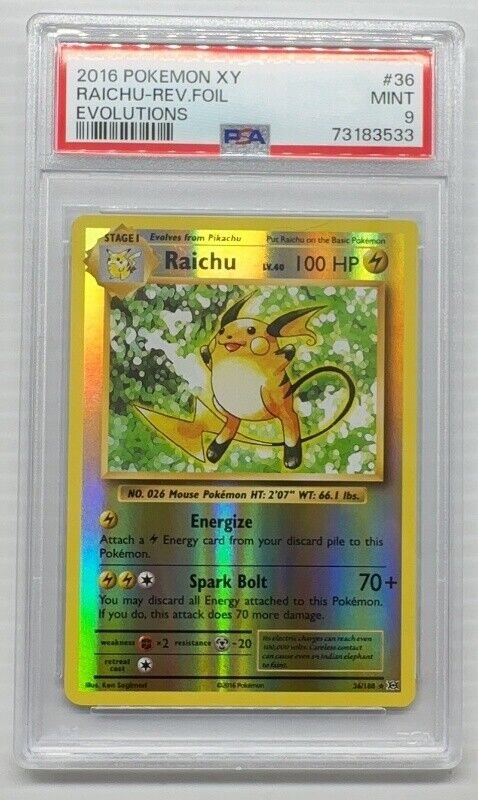 2016 POKEMON XY #36
RAICHU-REV.FOIL MINT
EVOLUTIONS 9
PSA 73183533
STAGE 1 Evolves from Pikachu Put Raichu on the Basic Pokémon
Raichu LV.40 100 HP
NO. 026 Mouse Pokémon HT: 2'07" WT: 66.1 lbs.
Energize
Attach a Energy card from your discard pile to this
Pokémon.
Spark Bolt 70+
You may discard all Energy attached to this Pokémon.
If you do, this attack does 70 more damage.
weakness ×2 resistance -20
retreat
cost
Its electric charges can reach even
100,000 volts. Careless contact
can cause even an Indian elephant
to faint.
Illus. Ken Sugimori ©2016 Pokémon 36/108